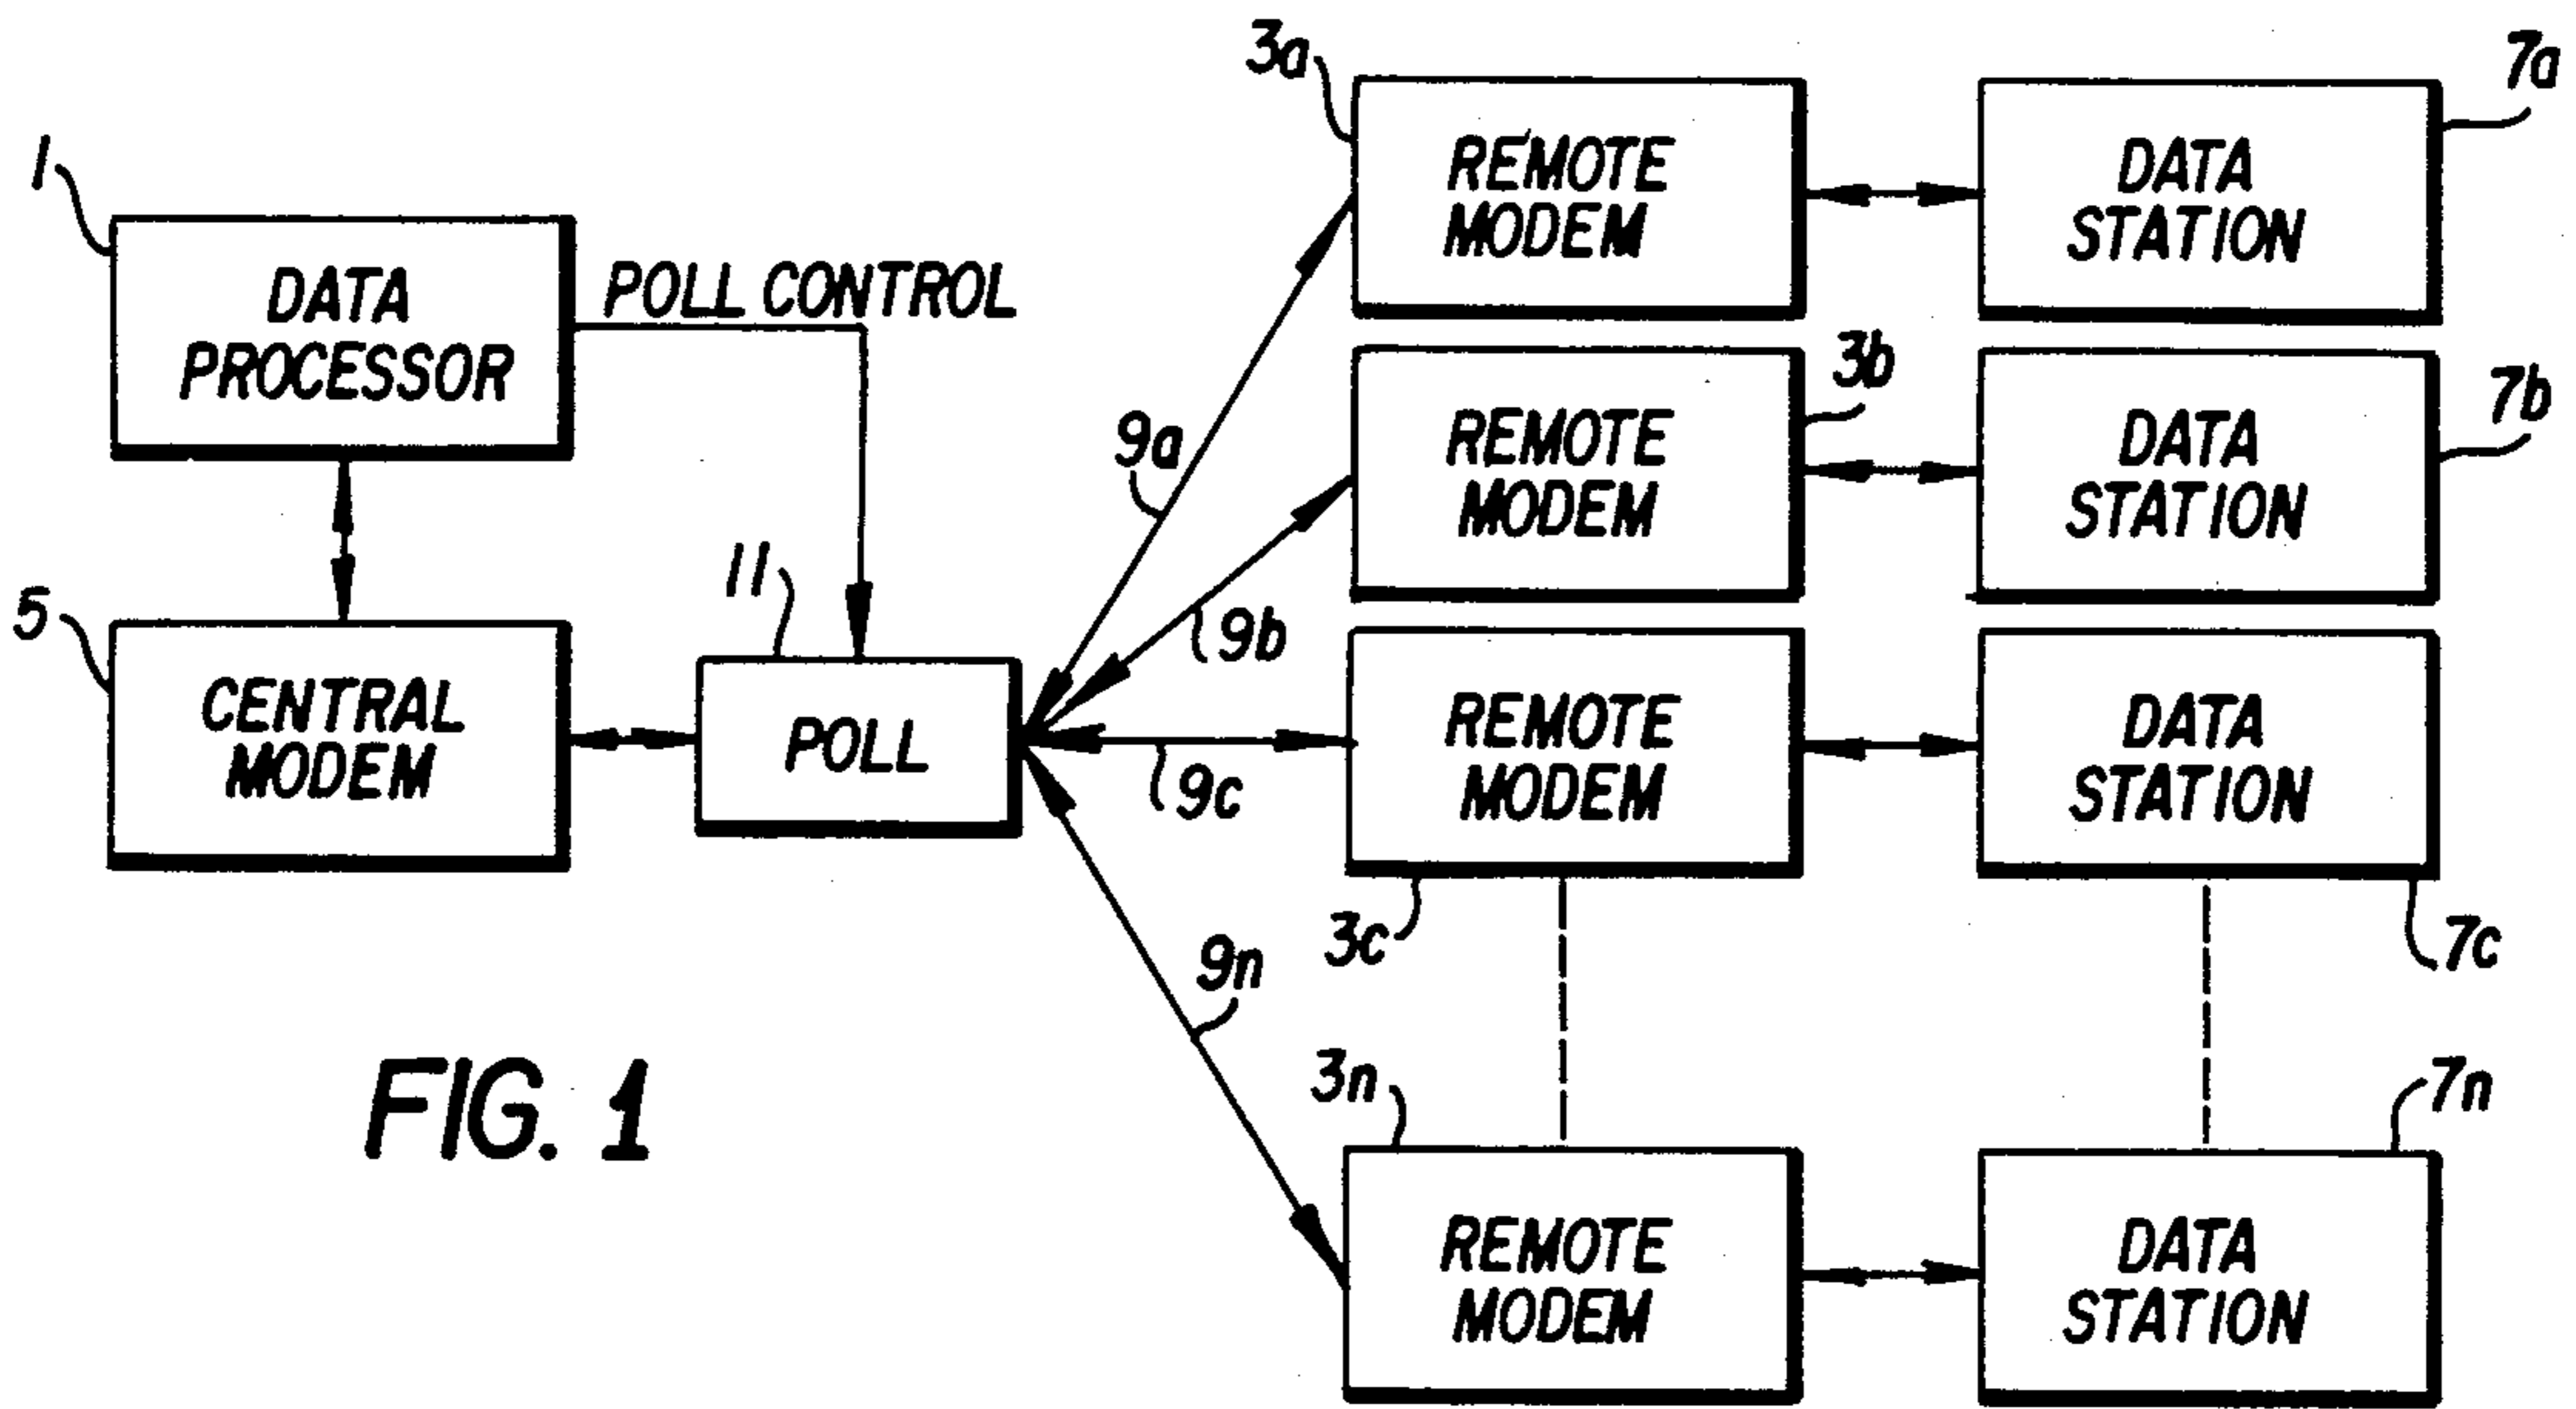 1
DATA
PROCESSOR
POLL CONTROL
5
CENTRAL
MODEM
11
POLL
9a
9b
9c
9n
3a
REMOTE
MODEM
7a
DATA
STATION
3b
REMOTE
MODEM
7b
DATA
STATION
REMOTE
MODEM
3c
DATA
STATION
7c
3n
REMOTE
MODEM
7n
DATA
STATION
FIG. 1